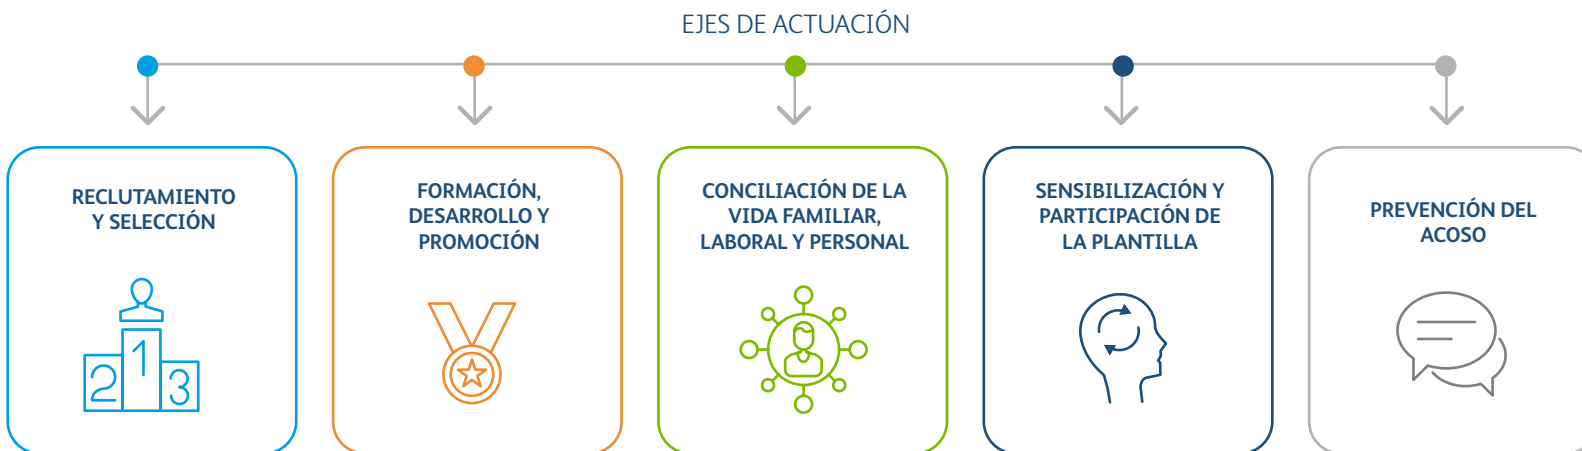 EJES DE ACTUACIÓN
RECLUTAMIENTO
Y SELECCIÓN
FORMACIÓN,
DESARROLLO Y
PROMOCIÓN
CONCILIACIÓN DE LA
VIDA FAMILIAR,
LABORAL Y PERSONAL
SENSIBILIZACIÓN Y
PARTICIPACIÓN DE
LA PLANTILLA
PREVENCIÓN DEL
ACOSO
2 1 3